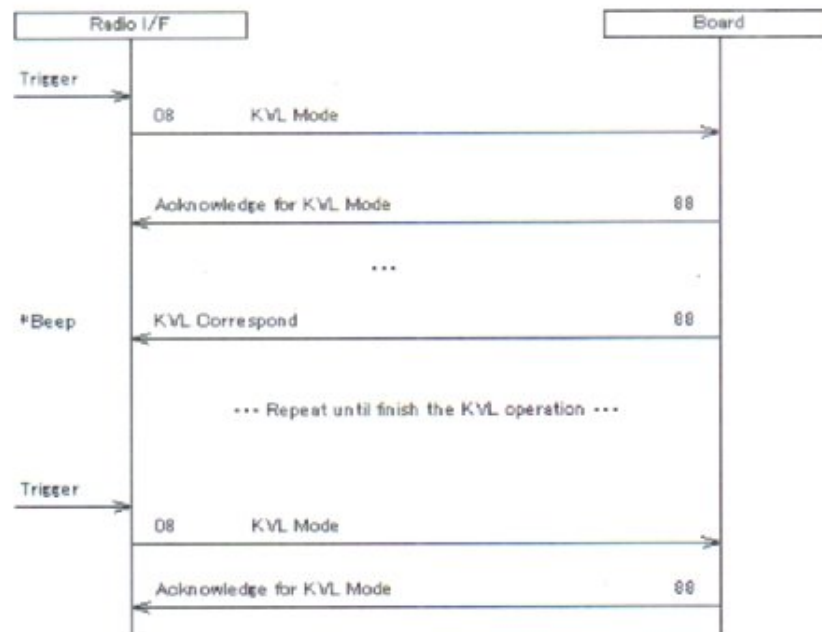 Radio I/F Board
Trigger
08 KVL Mode
Acknowledge for KVL Mode 88
...
*Beep KVL Correspond 88
... Repeat until finish the KVL operation ...
Trigger
08 KVL Mode
Acknowledge for KVL Mode 88